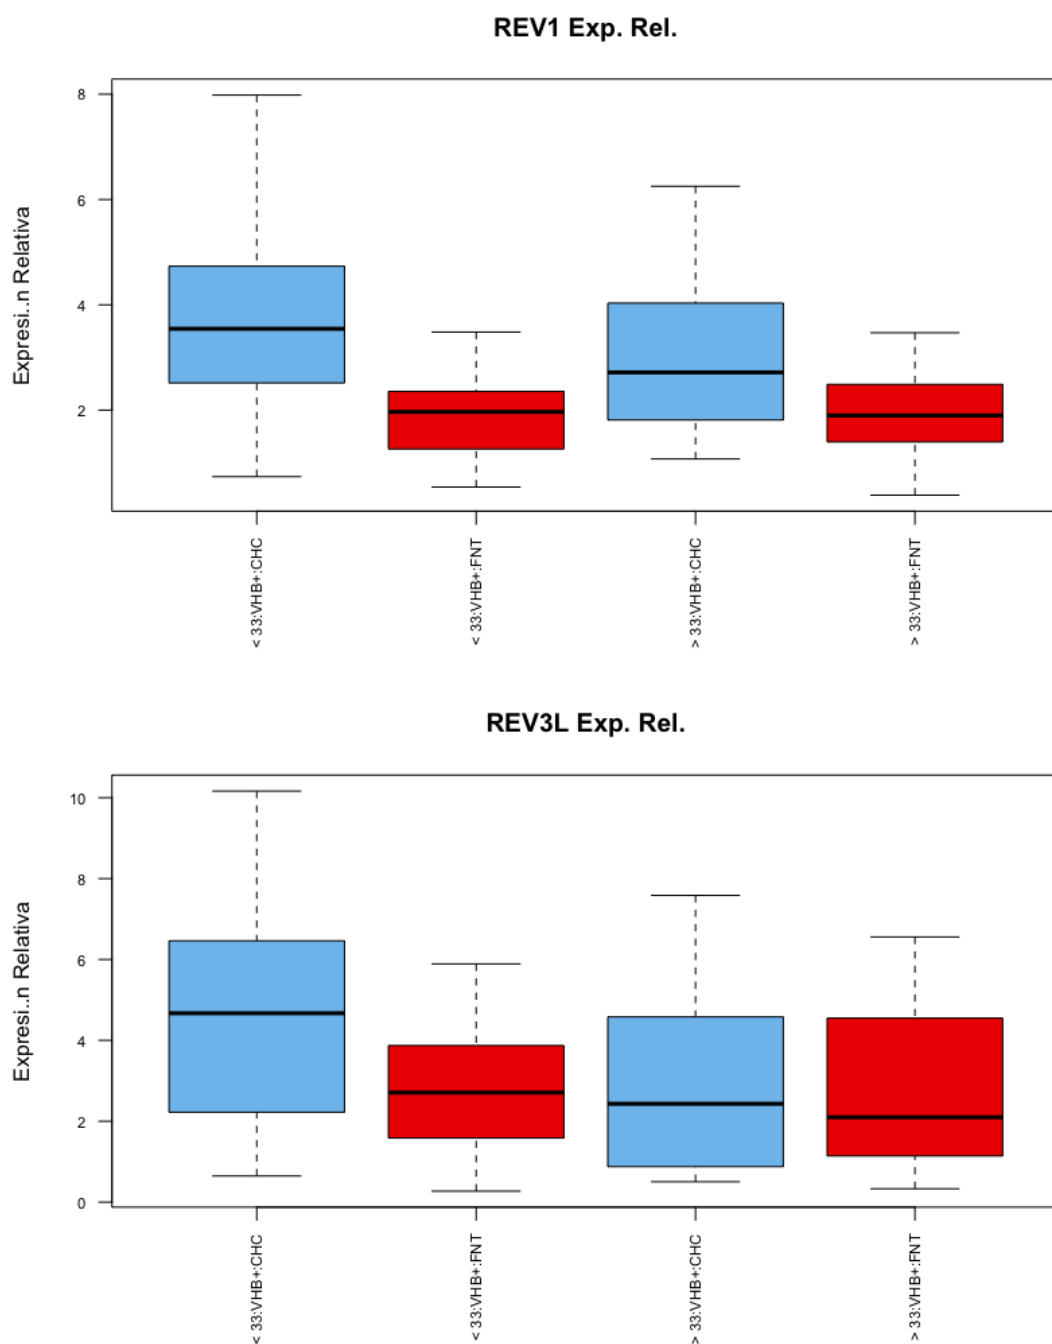 REV1 Exp. Rel.
Expresi..n Relativa
8
6
4
2
< 33:VHB+:CHC
< 33:VHB+:FNT
> 33:VHB+:CHC
> 33:VHB+:FNT
REV3L Exp. Rel.
Expresi..n Relativa
10
8
6
4
2
0
< 33:VHB+:CHC
< 33:VHB+:FNT
> 33:VHB+:CHC
> 33:VHB+:FNT